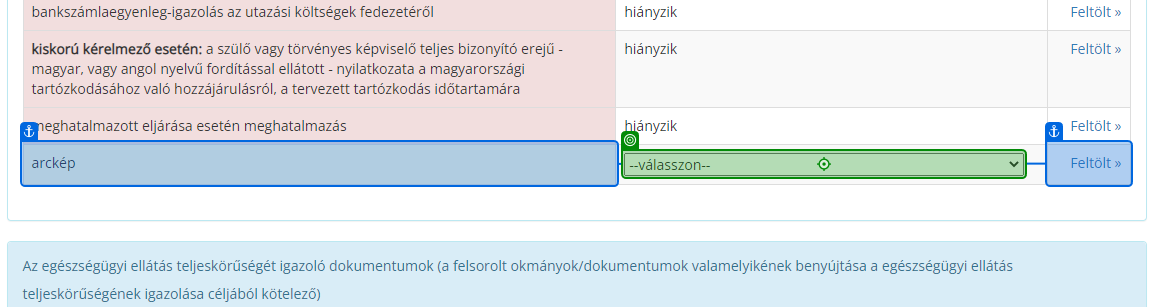 bankszámlaegyenleg-igazolás az utazási költségek fedezetéről hiányzik Feltölt »
kiskorú kérelmező esetén: a szülő vagy törvényes képviselő teljes bizonyító erejű - hiányzik Feltölt »
magyar, vagy angol nyelvű fordítással ellátott - nyilatkozata a magyarországi
tartózkodásához való hozzájárulásról, a tervezett tartózkodás időtartamára
meghatalmazott eljárása esetén meghatalmazás hiányzik Feltölt »
arckép --válasszon-- Feltölt »
Az egészségügyi ellátás teljeskörűségét igazoló dokumentumok (a felsorolt okmányok/dokumentumok valamelyikének benyújtása a egészségügyi ellátás
teljeskörűségének igazolása céljából kötelező)